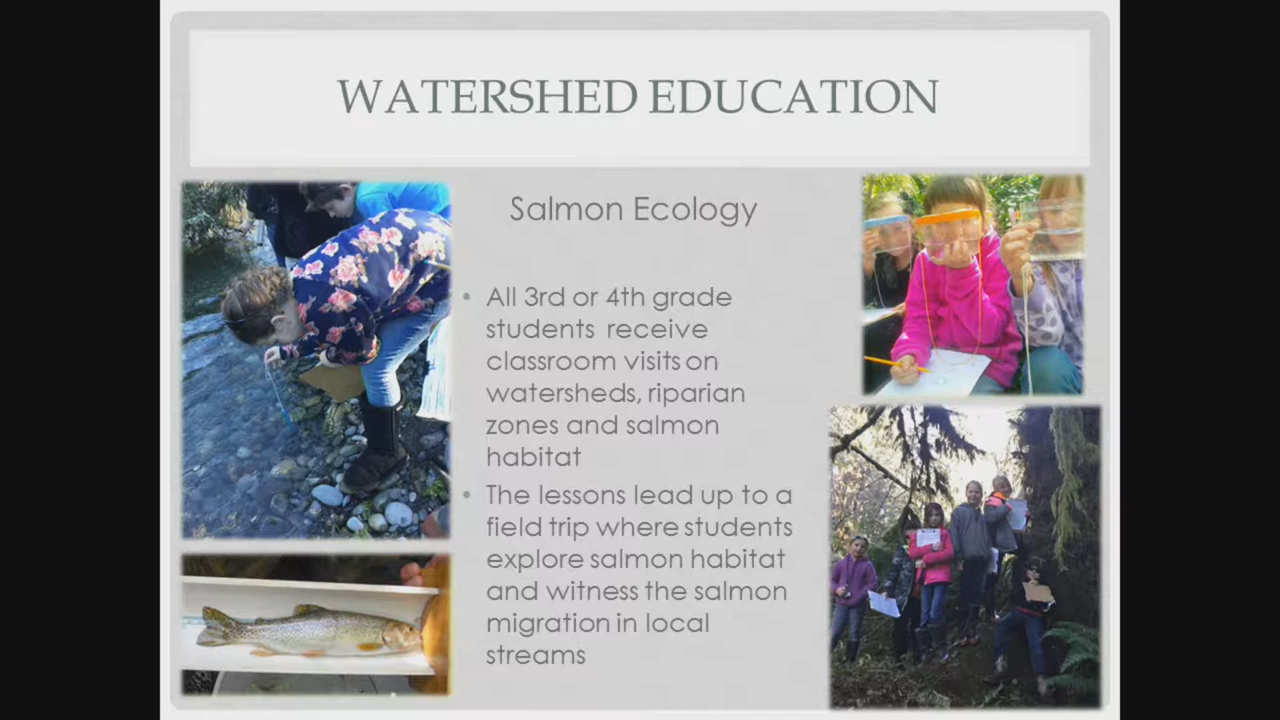 WATERSHED EDUCATION
Salmon Ecology
• All 3rd or 4th grade
students receive
classroom visits on
watersheds, riparian
zones and salmon
habitat
• The lessons lead up to a
field trip where students
explore salmon habitat
and witness the salmon
migration in local
streams